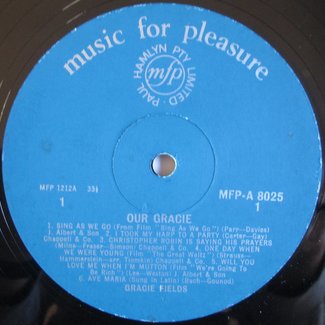 music for pleasure
PAUL HAMLYN PTY LIMITED
mfp
MFP 1212A 33⅓
1
MFP-A 8025
1
OUR GRACIE
1. SING AS WE GO (From Film "Sing As We Go") (Parr-Davies)
J. Albert & Son 2. I TOOK MY HARP TO A PARTY (Carter-Gay)
Chappell & Co. 3. CHRISTOPHER ROBIN IS SAYING HIS PRAYERS
(Milne-Fraser-Simson) Chappell & Co. 4. ONE DAY WHEN
WE WERE YOUNG (Film "The Great Waltz") (Strauss-
Hammerstein-arr. Tiomkin) Chappell & Co. 5. WILL YOU
LOVE ME WHEN I'M MUTTON (Film "We're Going To
Be Rich") (Lee-Weston) J. Albert & Son
6. AVE MARIA (Sung in Latin) (Bach-Gounod)
GRACIE FIELDS